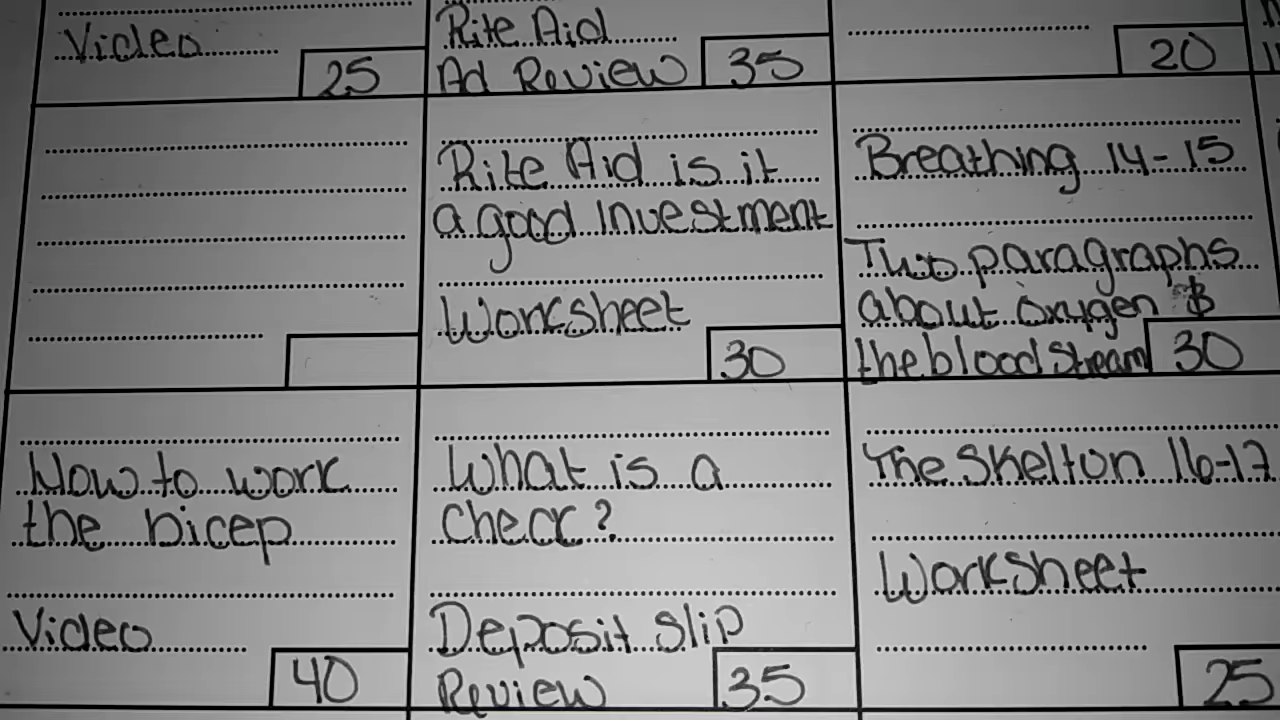 Video
25
Rite Aid
Ad Review
35
20
Rite Aid is it
a good investment
Worksheet
30
Breathing 14-15
Two paragraphs
about oxygen &
the blood stream
30
How to work
the bicep
Video
40
What is a
check?
Deposit slip
Review
35
The Skelton 16-17
Worksheet
25